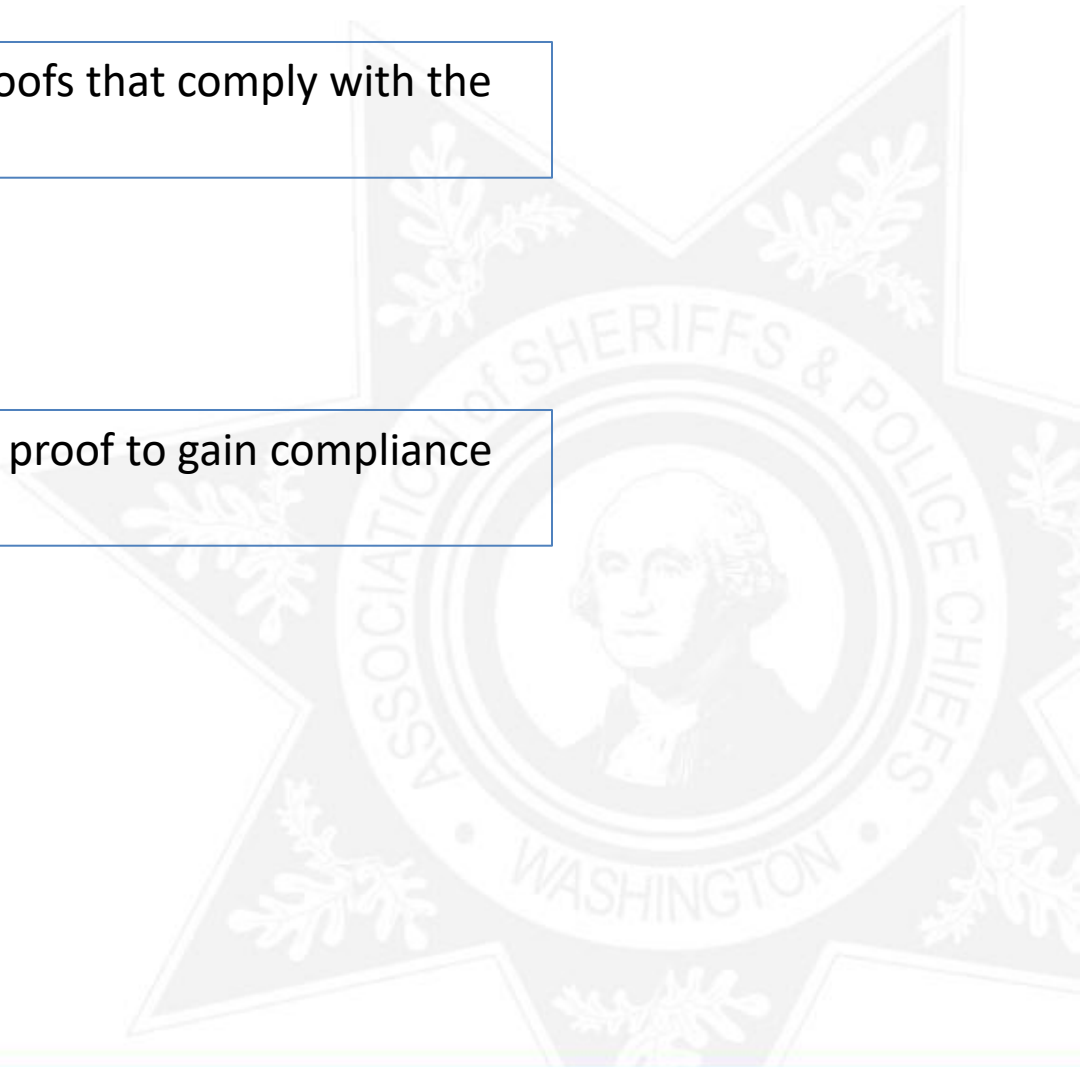 oofs that comply with the
proof to gain compliance
ASSOCIATION of SHERIFFS & POLICE CHIEFS
• WASHINGTON •